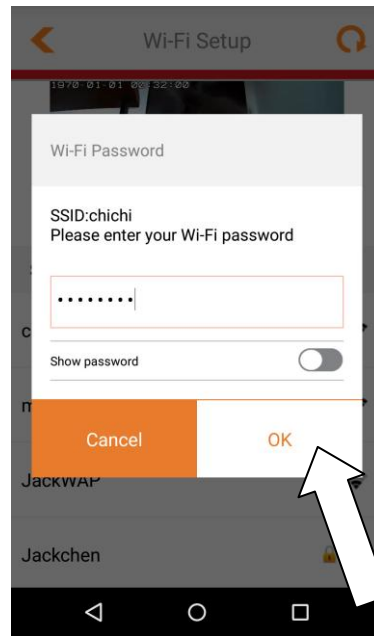 Wi-Fi Setup
1970-01-01 00:32:00
Wi-Fi Password
SSID:chichi
Please enter your Wi-Fi password
••••••••
Show password
Cancel
OK
JackWAP
Jackchen